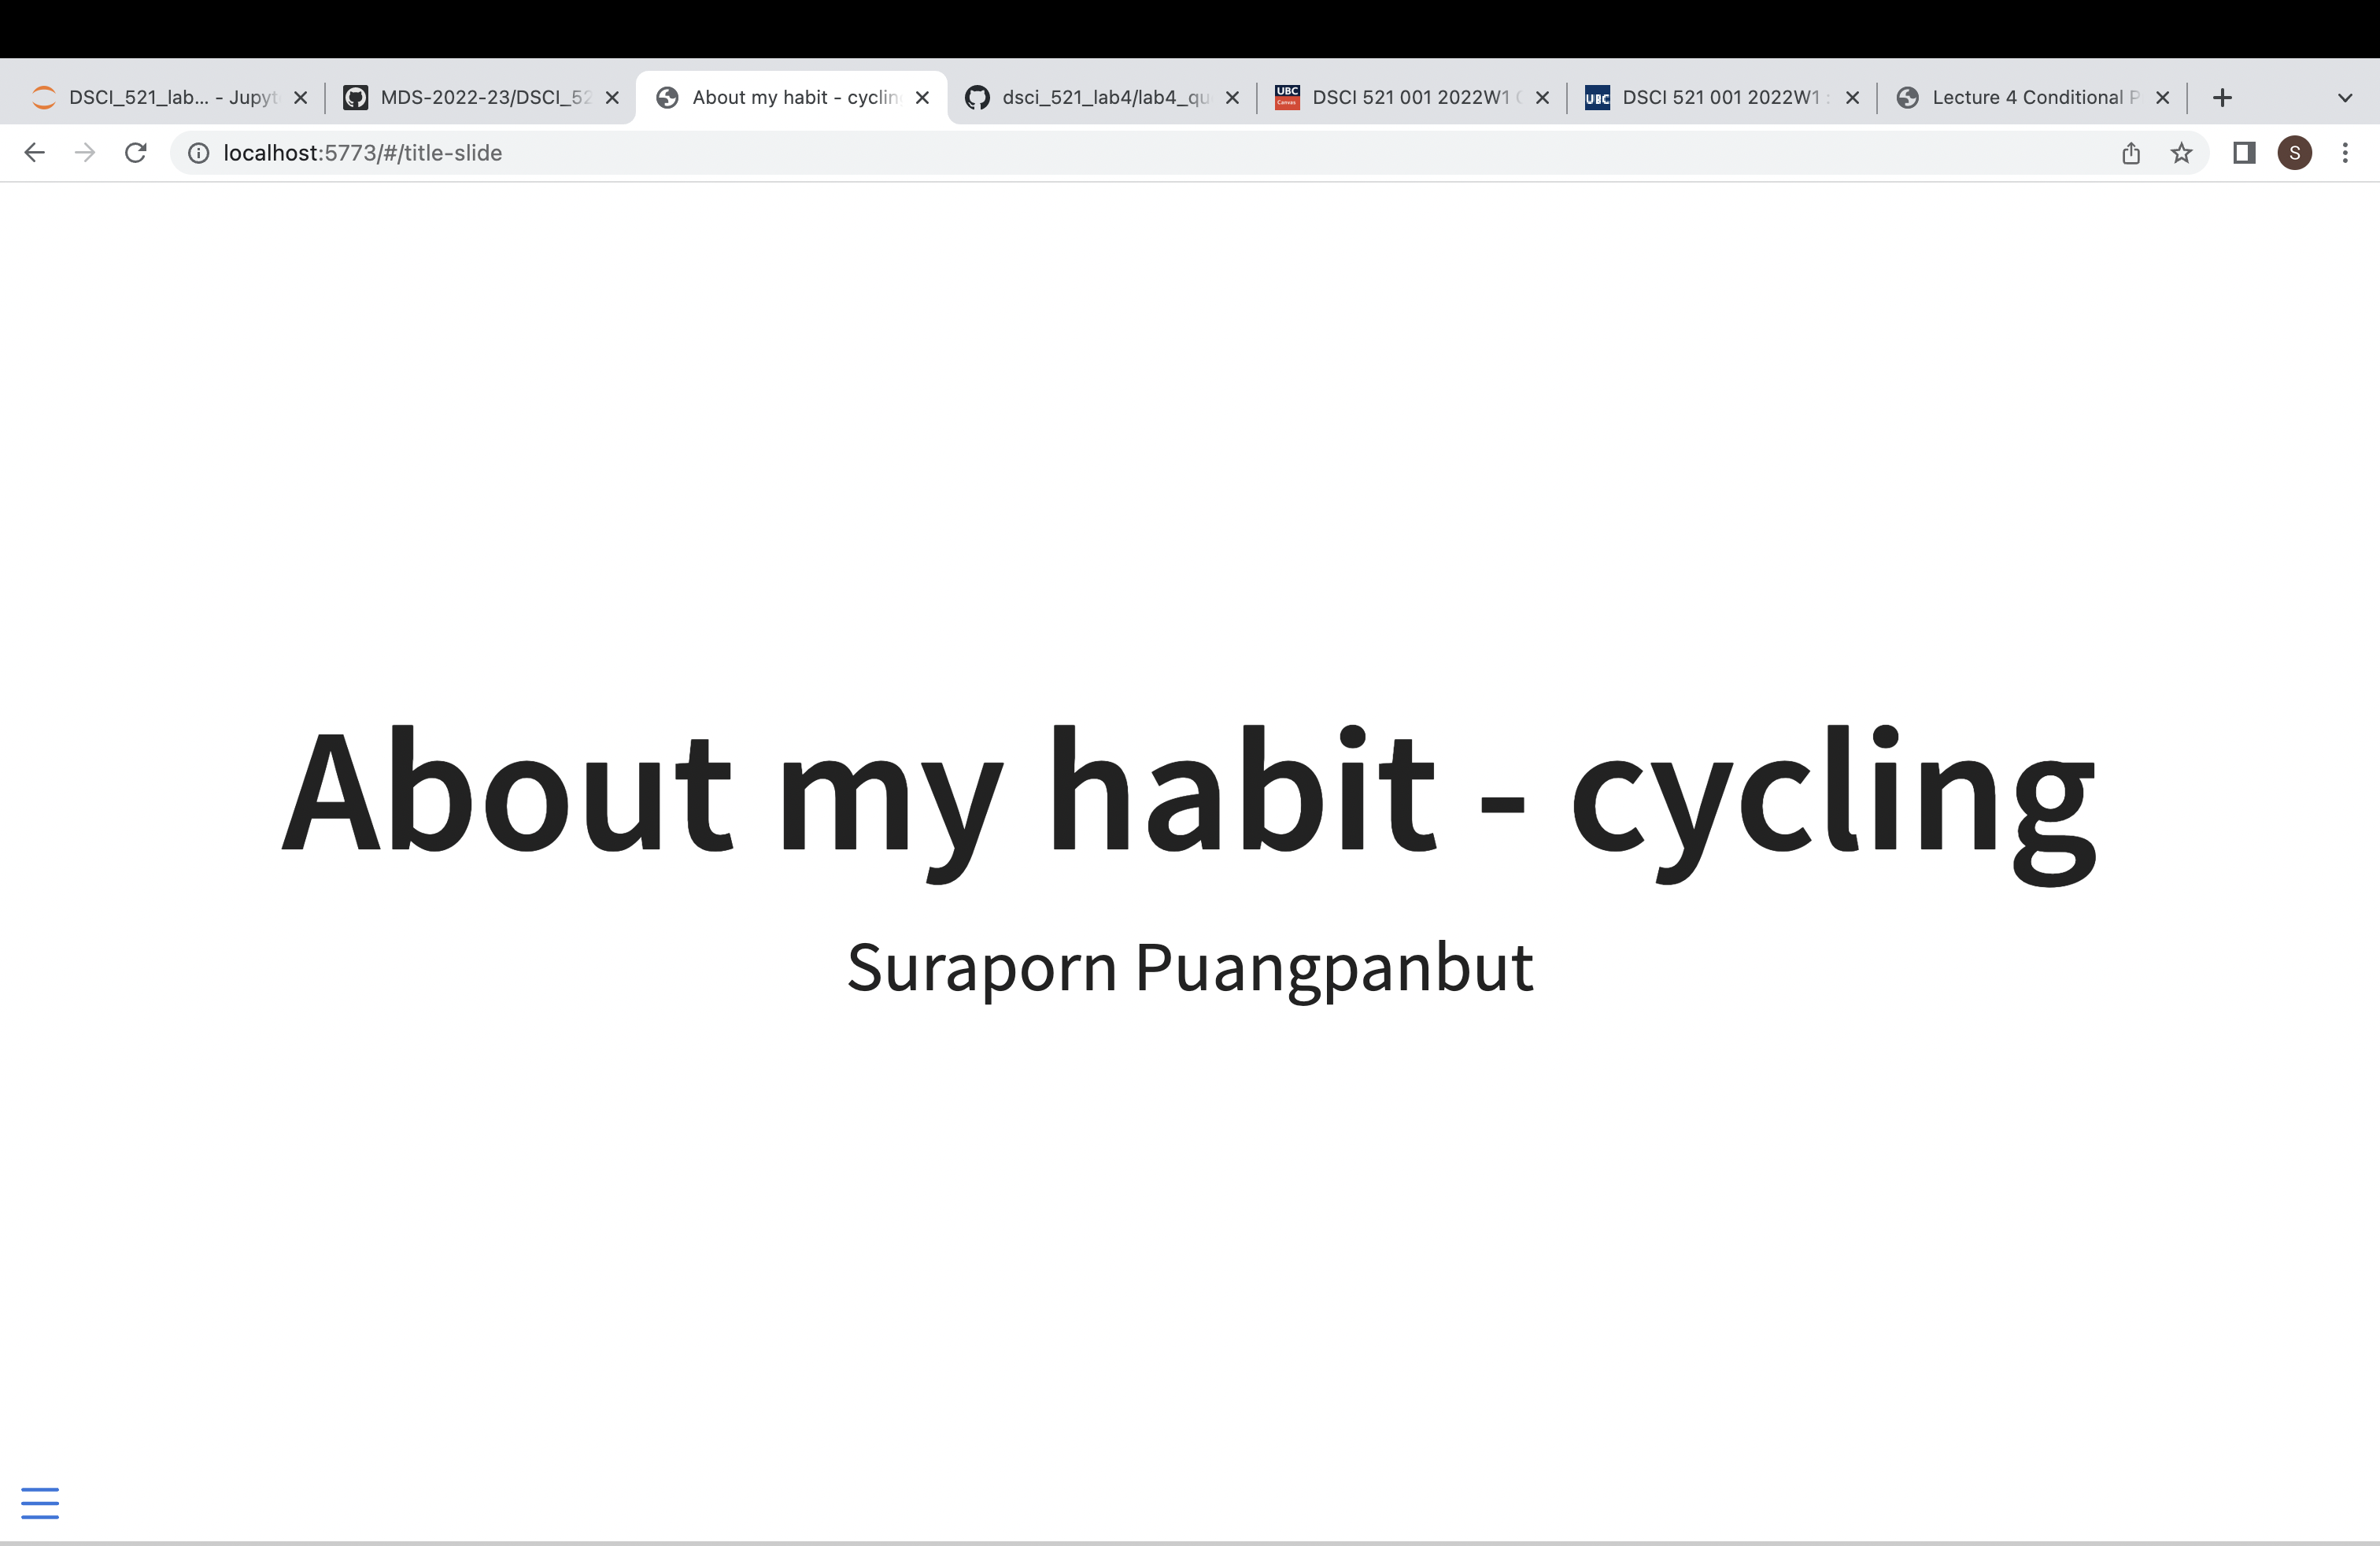 DSCI_521_lab... - Jupyt
MDS-2022-23/DSCI_52
About my habit - cyclin
dsci_521_lab4/lab4_qu
UBC
Canvas
DSCI 521 001 2022W1
UBC
DSCI 521 001 2022W1
Lecture 4 Conditional P
localhost:5773/#/title-slide
S
About my habit - cycling
Suraporn Puangpanbut